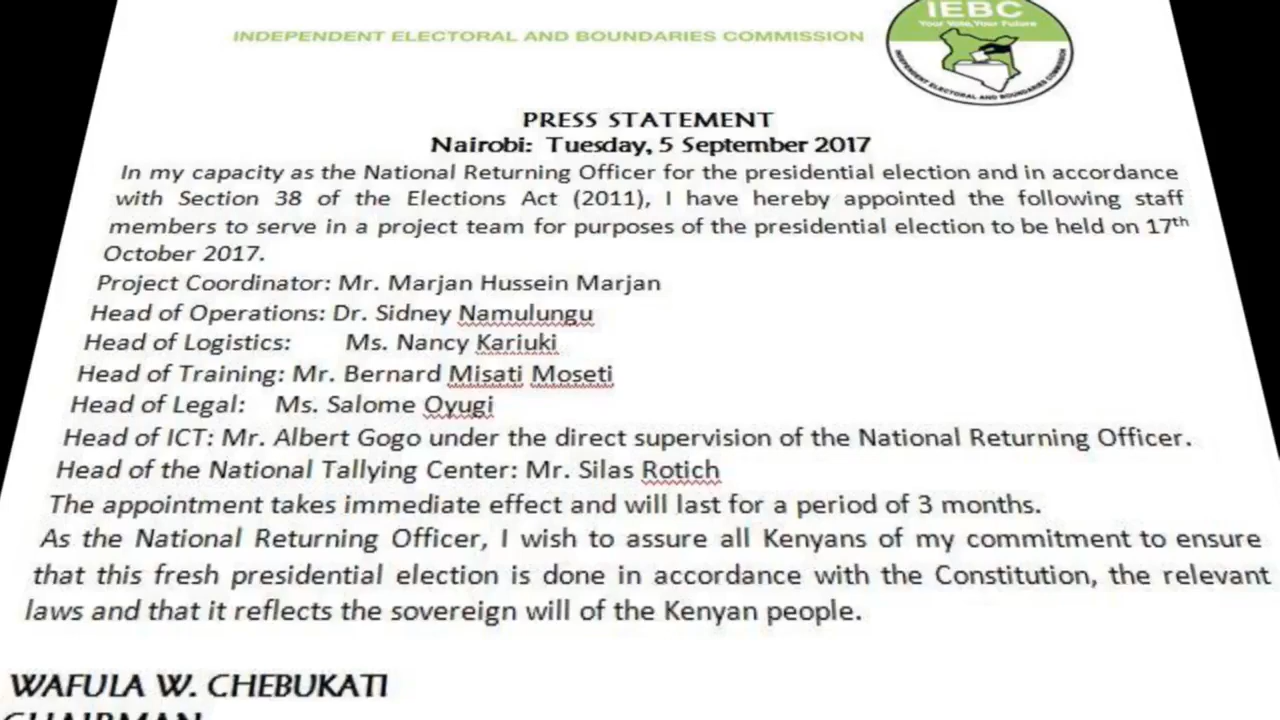 INDEPENDENT ELECTORAL AND BOUNDARIES COMMISSION
IEBC
Your Vote, Your Future
INDEPENDENT ELECTORAL AND BOUNDARIES COMMISSION
PRESS STATEMENT
Nairobi: Tuesday, 5 September 2017
In my capacity as the National Returning Officer for the presidential election and in accordance
with Section 38 of the Elections Act (2011), I have hereby appointed the following staff
members to serve in a project team for purposes of the presidential election to be held on 17th
October 2017.
Project Coordinator: Mr. Marjan Hussein Marjan
Head of Operations: Dr. Sidney Namulungu
Head of Logistics: Ms. Nancy Kariuki
Head of Training: Mr. Bernard Misati Moseti
Head of Legal: Ms. Salome Oyugi
Head of ICT: Mr. Albert Gogo under the direct supervision of the National Returning Officer.
Head of the National Tallying Center: Mr. Silas Rotich
The appointment takes immediate effect and will last for a period of 3 months.
As the National Returning Officer, I wish to assure all Kenyans of my commitment to ensure
that this fresh presidential election is done in accordance with the Constitution, the relevant
laws and that it reflects the sovereign will of the Kenyan people.
WAFULA W. CHEBUKATI
CHAIRMAN